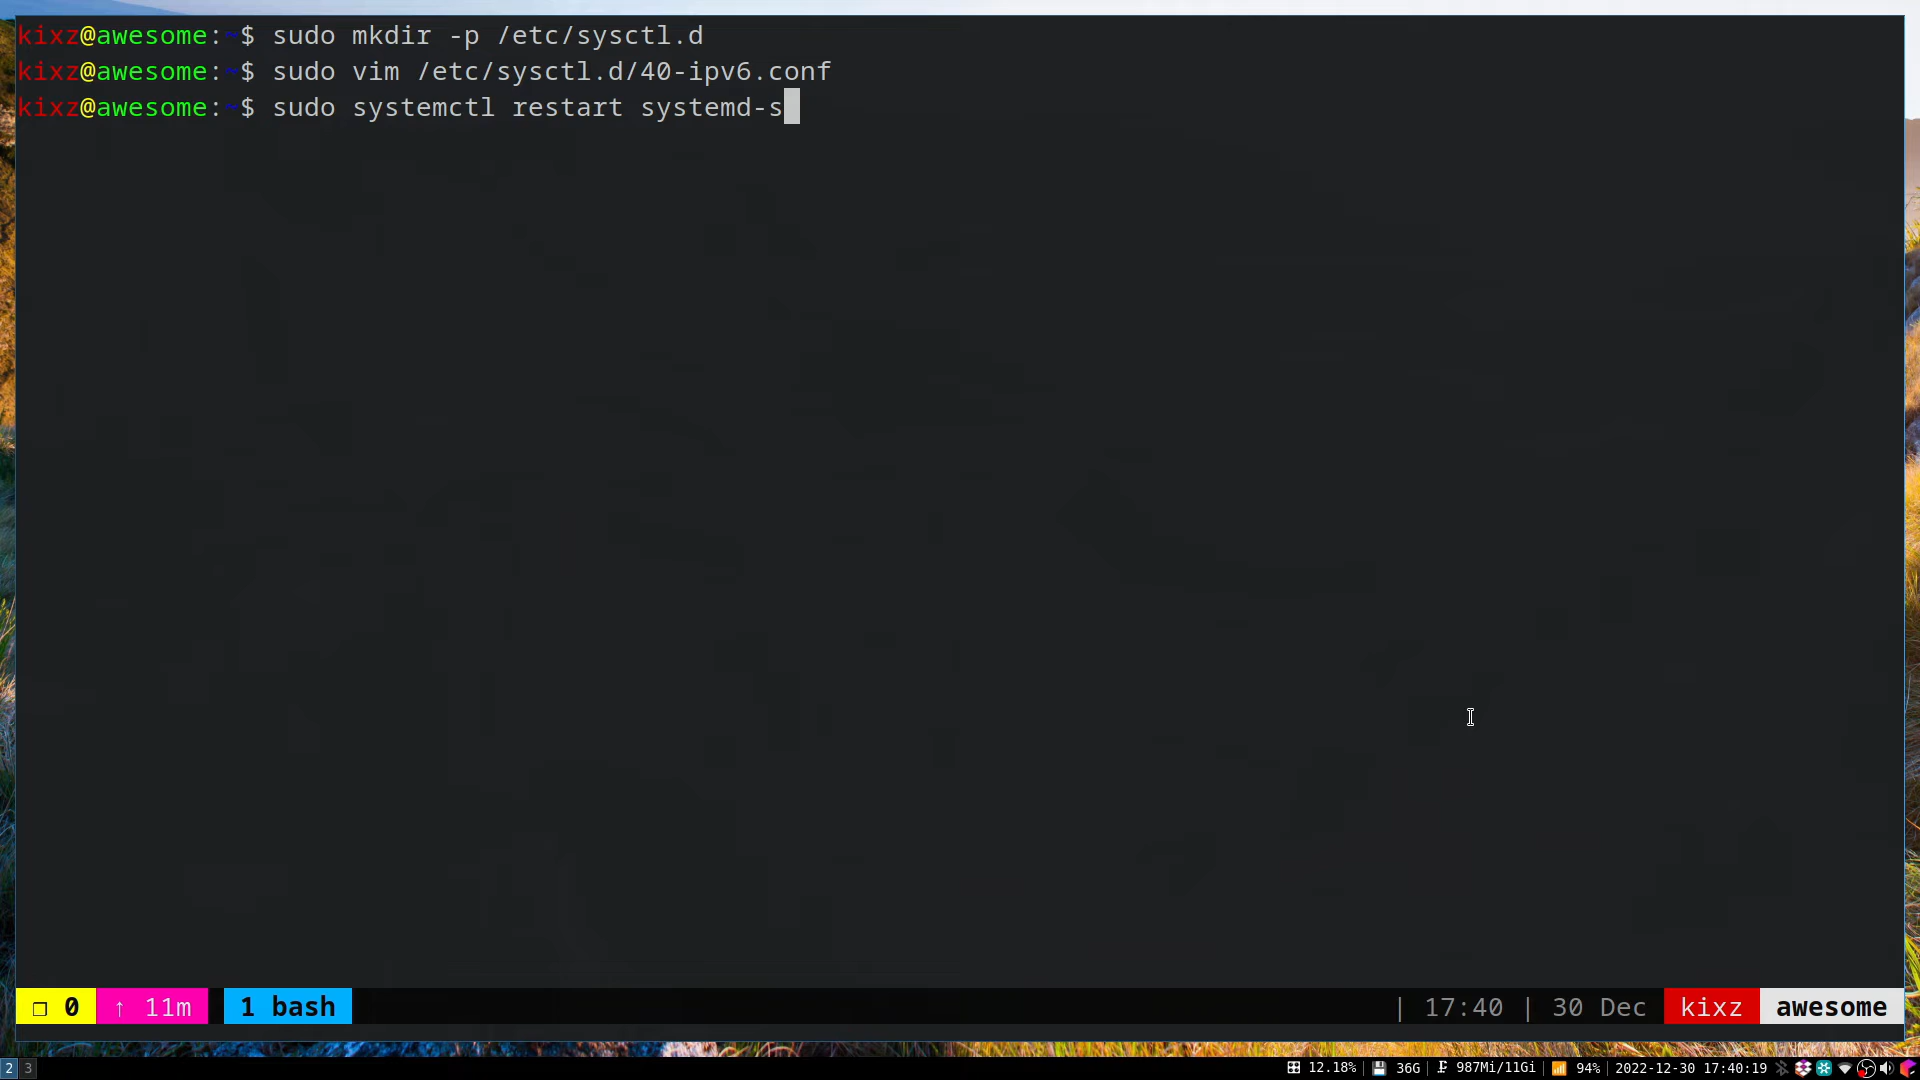 kixz@awesome:~$ sudo mkdir -p /etc/sysctl.d
kixz@awesome:~$ sudo vim /etc/sysctl.d/40-ipv6.conf
kixz@awesome:~$ sudo systemctl restart systemd-s
❐ 0 ↑ 11m 1 bash | 17:40 | 30 Dec kixz awesome
2 3 12.18% | 36G | 987Mi/11Gi | 94% | 2022-12-30 17:40:19